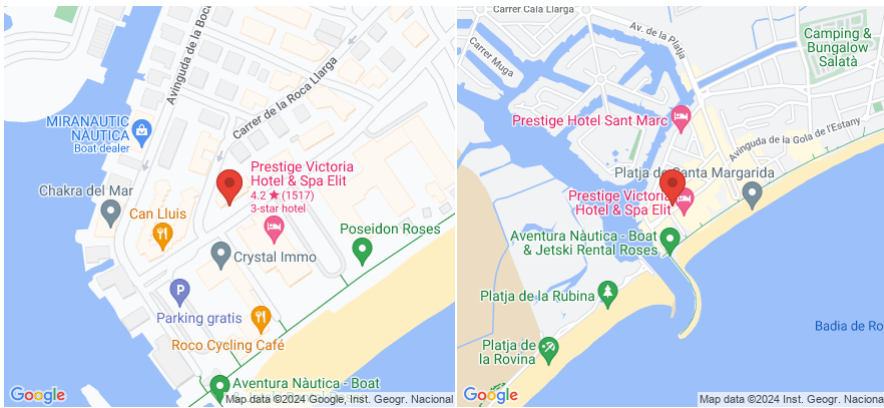 Avinguda de la Boca
Carrer de la Roca Llarga
MIRANAUTIC
NÀUTICA
Boat dealer
Prestige Victoria
Hotel & Spa Elit
4.2 ★ (1517)
3-star hotel
Chakra del Mar
Can Lluis
Poseidon Roses
Crystal Immo
Parking gratis
Roco Cycling Café
Aventura Nàutica - Boat
Google
Map data ©2024 Google, Inst. Geogr. Nacional
Carrer Cala Llarga
Av. de la Platja
Carrer Muga
Camping &
Bungalow
Salatà
Prestige Hotel Sant Marc
Avinguda de la Gola de l'Estany
Platja de Santa Margarida
Prestige Victoria
Hotel & Spa Elit
Aventura Nàutica - Boat
& Jetski Rental Roses
Platja de la Rubina
Badia de Ro
Platja de
la Rovina
Google
Map data ©2024 Inst. Geogr. Nacional